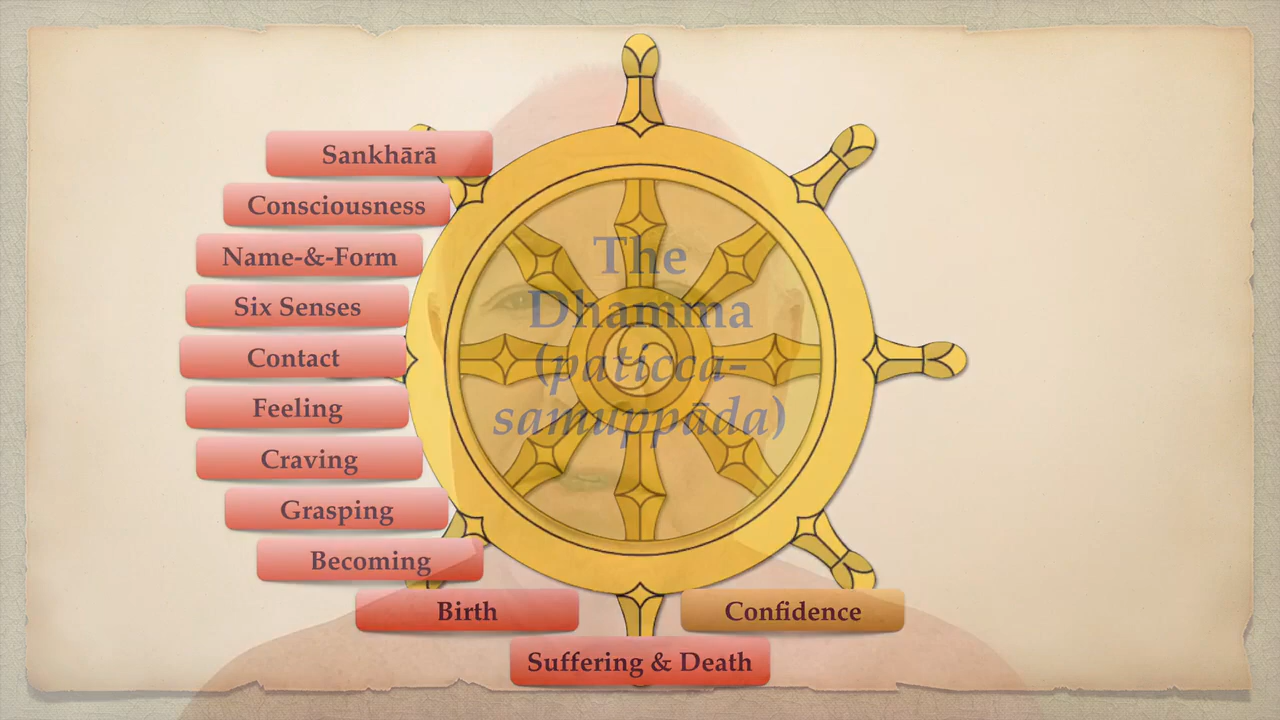 Sankhārā
Consciousness
Name-&-Form
Six Senses
Contact
Feeling
Craving
Grasping
Becoming
Birth
Suffering & Death
Confidence
The
Dhamma
(paticca-
samuppāda)